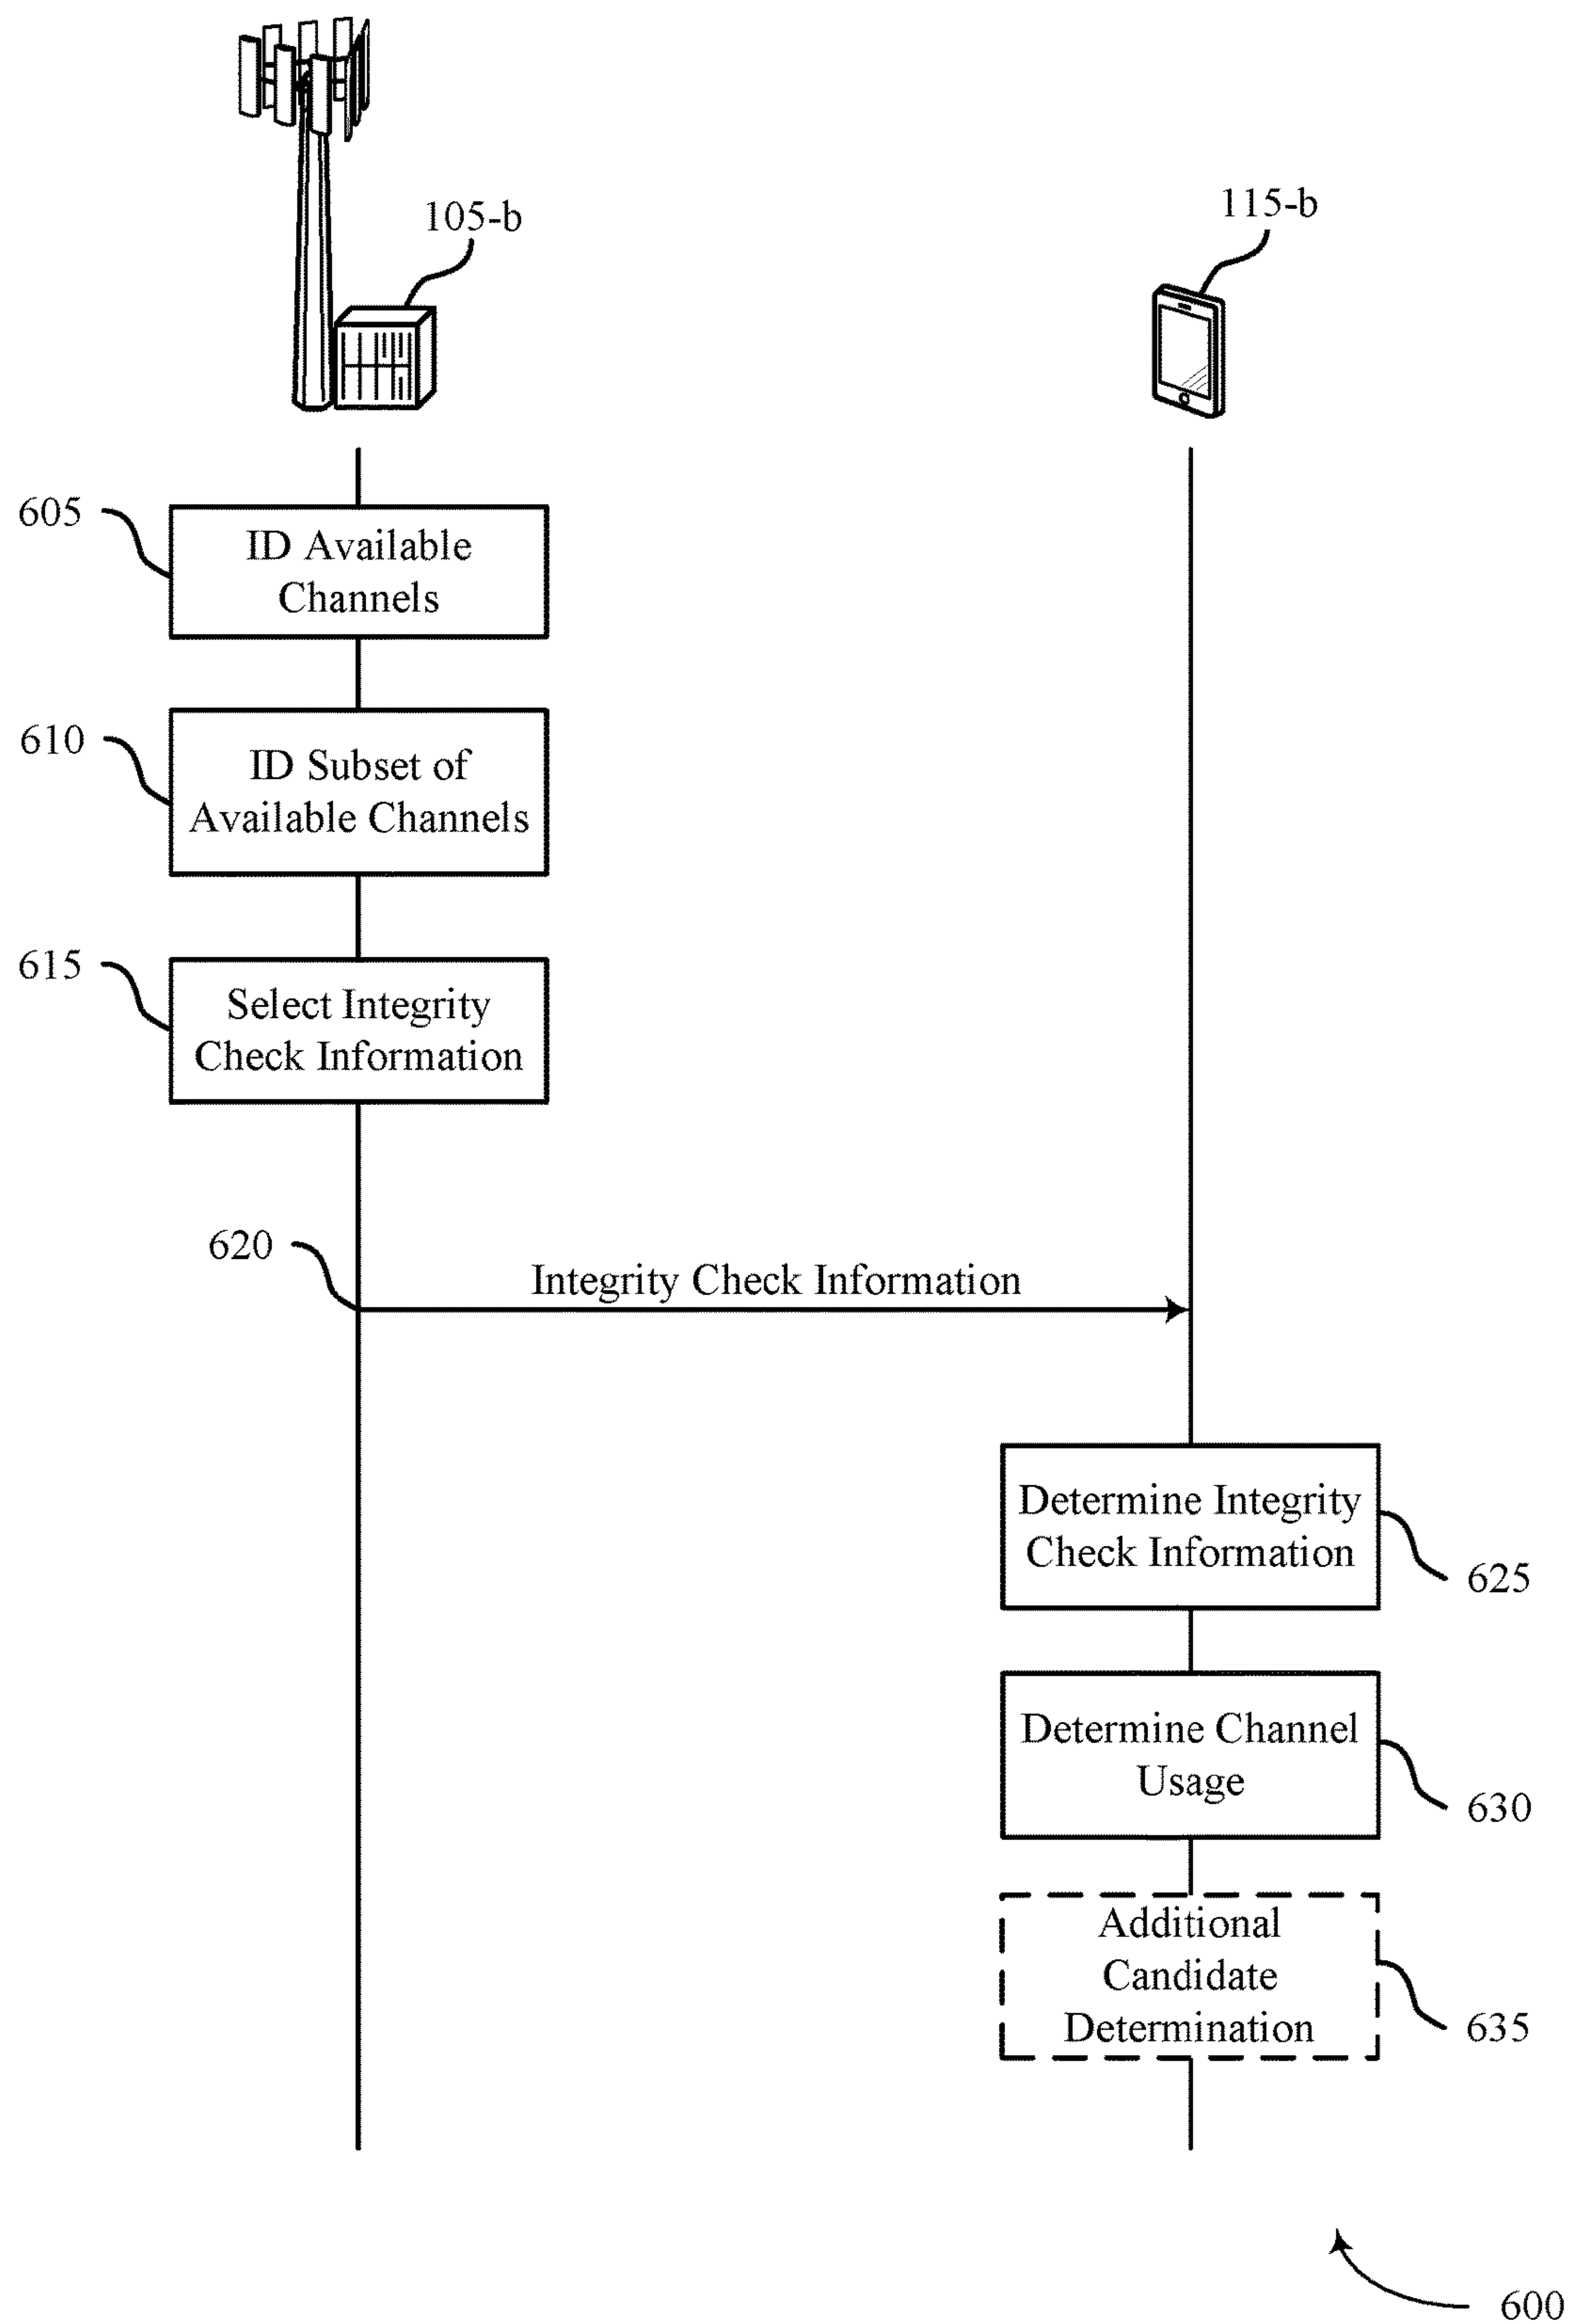 105-b
115-b
605
ID Available
Channels
610
ID Subset of
Available Channels
615
Select Integrity
Check Information
620
Integrity Check Information
Determine Integrity
Check Information
625
Determine Channel
Usage
630
Additional
Candidate
Determination
635
600